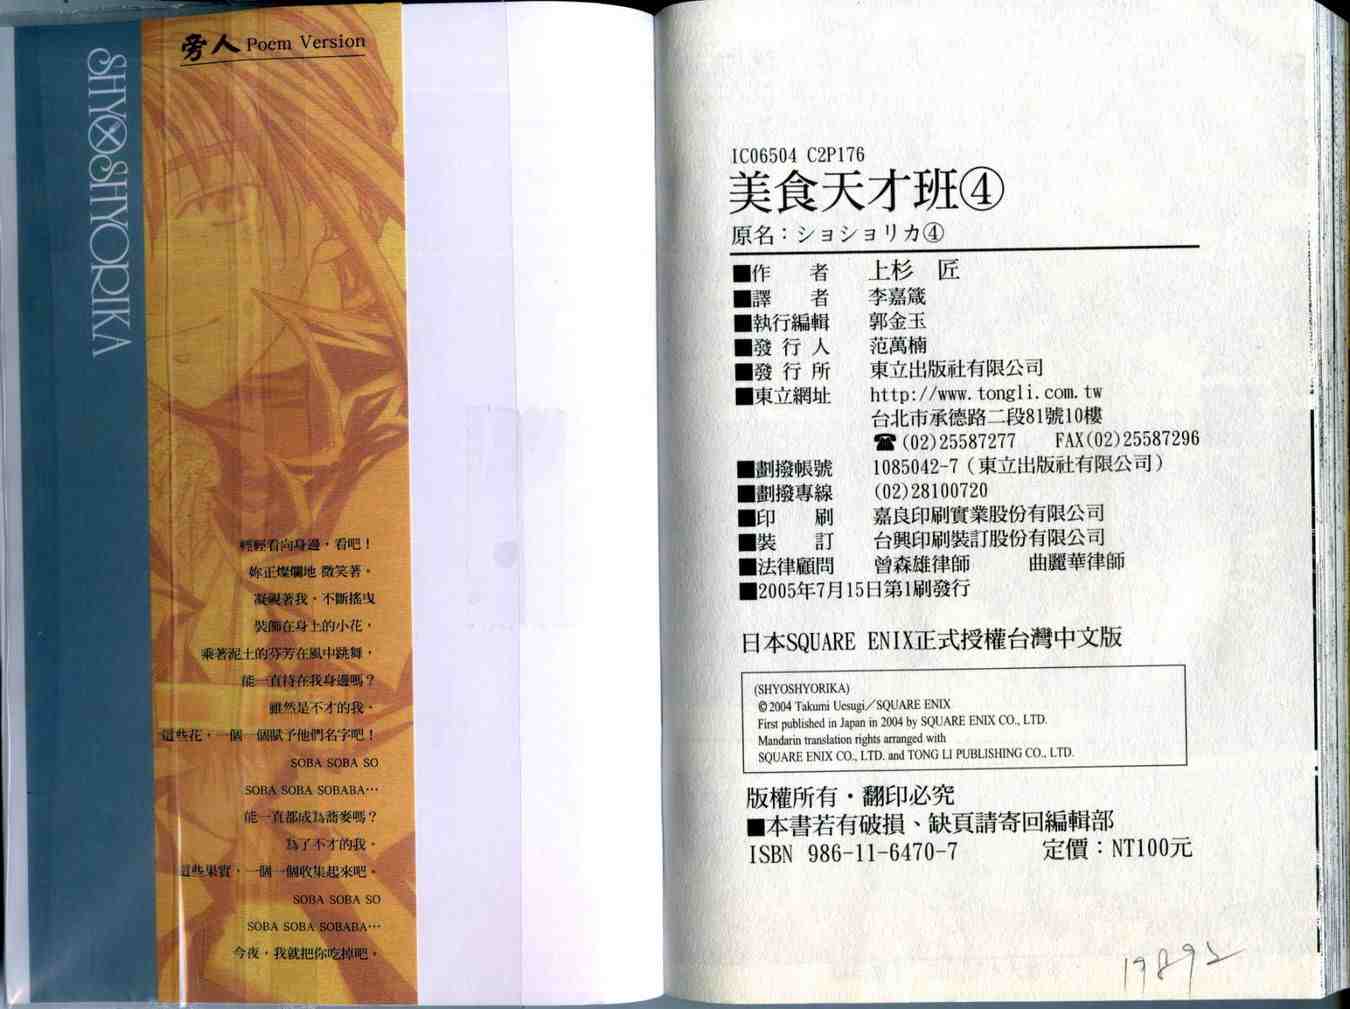 SHYO×SHYORIKA
旁人 Poem Version
輕輕看向身邊，看吧！
妳正燦爛地 微笑著。
凝視著我，不斷搖曳
裝飾在身上的小花，
乘著泥土的芬芳在風中跳舞，
能一直待在我身邊嗎？
雖然是不才的我。
這些花，一個一個賦予他們名字吧！
SOBA SOBA SO
SOBA SOBA SOBABA…
能一直都成為蕎麥嗎？
為了不才的我。
這些果實，一個一個收集起來吧。
SOBA SOBA SO
SOBA SOBA SOBABA…
今夜，我就把你吃掉吧。
IC06504 C2P176
美食天才班④
原名：ショショリカ④
■作　者　上杉　匠
■譯　者　李嘉箴
■執行編輯　郭金玉
■發 行 人　范萬楠
■發 行 所　東立出版社有限公司
■東立網址　http://www.tongli.com.tw
台北市承德路二段81號10樓
☎(02)25587277　FAX(02)25587296
■劃撥帳號　1085042-7（東立出版社有限公司）
■劃撥專線　(02)28100720
■印　刷　嘉良印刷實業股份有限公司
■裝　訂　台興印刷裝訂股份有限公司
■法律顧問　曾森雄律師　曲麗華律師
■2005年7月15日第1刷發行
日本SQUARE ENIX正式授權台灣中文版
(SHYOSHYORIKA)
©2004 Takumi Uesugi／SQUARE ENIX
First published in Japan in 2004 by SQUARE ENIX CO., LTD.
Mandarin translation rights arranged with
SQUARE ENIX CO., LTD. and TONG LI PUBLISHING CO., LTD.
版權所有・翻印必究
■本書若有破損、缺頁請寄回編輯部
ISBN 986-11-6470-7　定價：NT100元